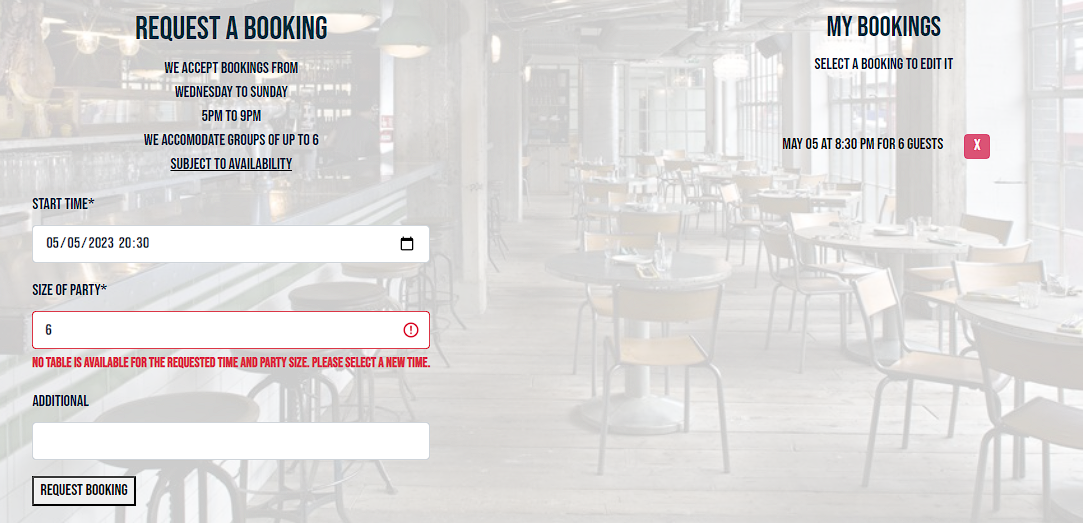 REQUEST A BOOKING
WE ACCEPT BOOKINGS FROM
WEDNESDAY TO SUNDAY
5PM TO 9PM
WE ACCOMODATE GROUPS OF UP TO 6
SUBJECT TO AVAILABILITY
START TIME*
05/05/2023 20:30
SIZE OF PARTY*
6
NO TABLE IS AVAILABLE FOR THE REQUESTED TIME AND PARTY SIZE. PLEASE SELECT A NEW TIME.
ADDITIONAL
REQUEST BOOKING
MY BOOKINGS
SELECT A BOOKING TO EDIT IT
MAY 05 AT 8:30 PM FOR 6 GUESTS X